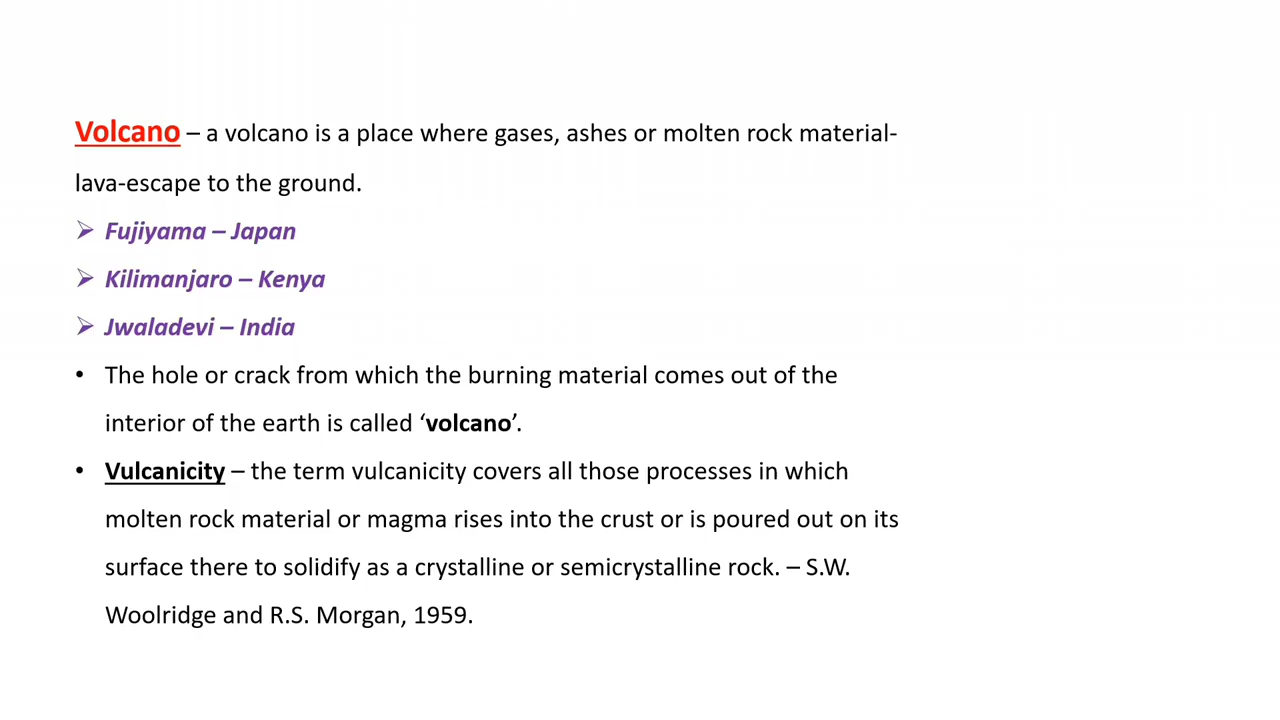 Volcano – a volcano is a place where gases, ashes or molten rock material-
lava-escape to the ground.
➢ Fujiyama – Japan
➢ Kilimanjaro – Kenya
➢ Jwaladevi – India
• The hole or crack from which the burning material comes out of the
interior of the earth is called ‘volcano’.
• Vulcanicity – the term vulcanicity covers all those processes in which
molten rock material or magma rises into the crust or is poured out on its
surface there to solidify as a crystalline or semicrystalline rock. – S.W.
Woolridge and R.S. Morgan, 1959.